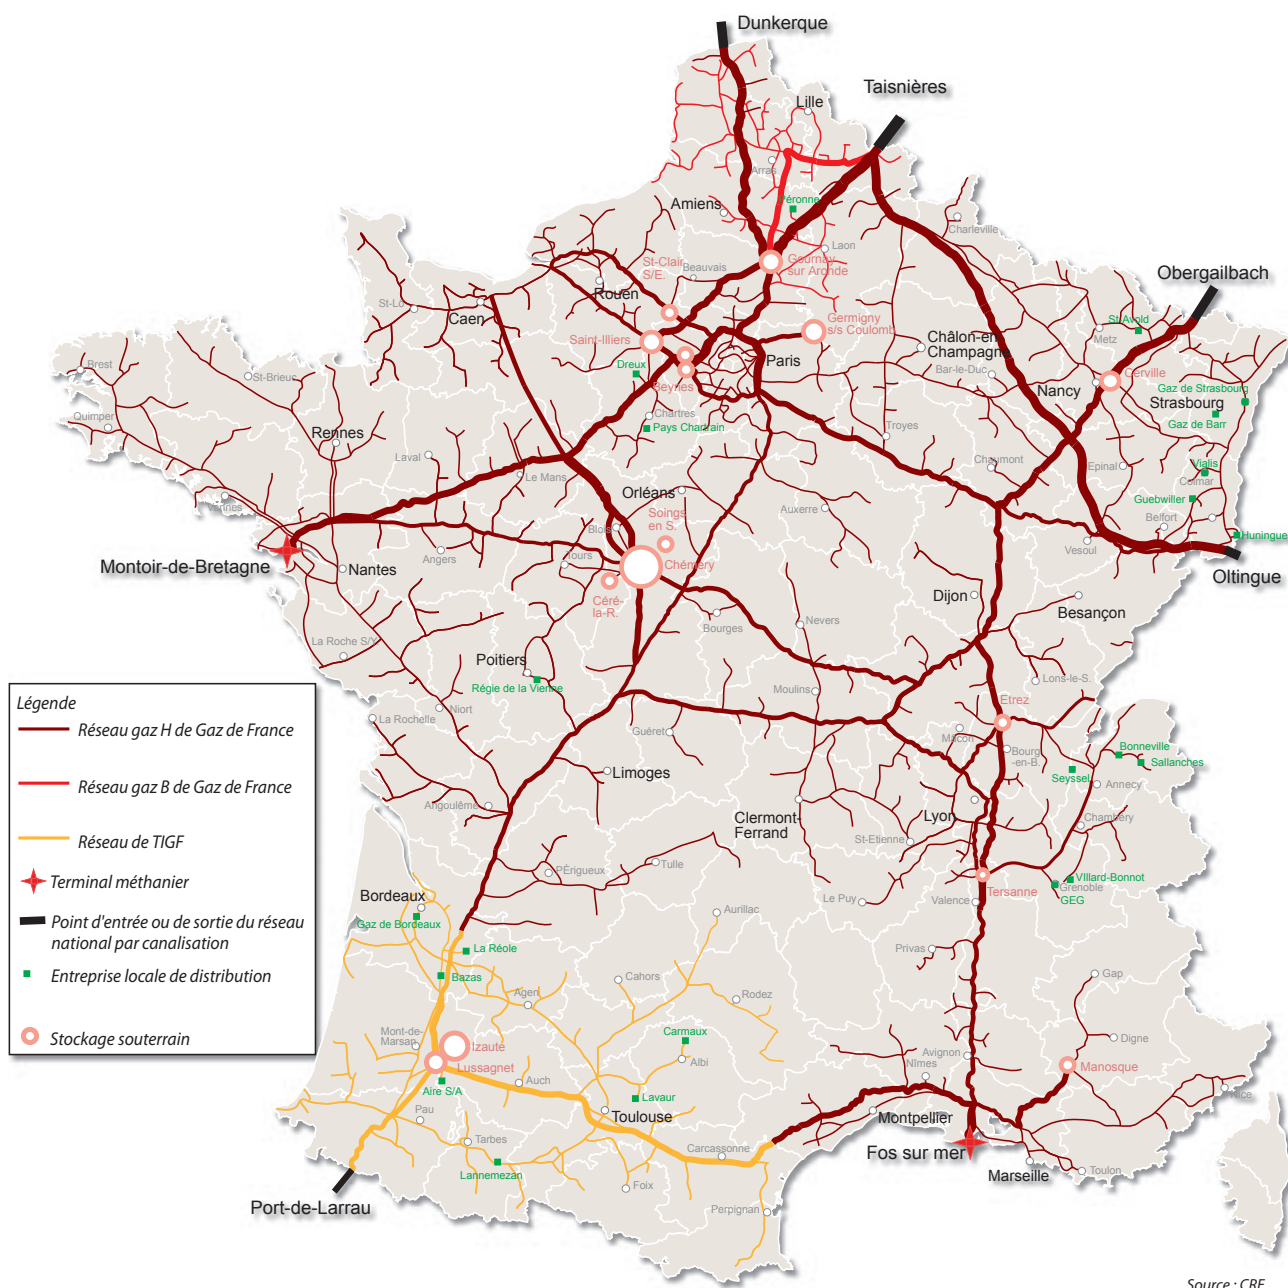 Dunkerque
Taisnières
Lille
Arras
Péronne
Amiens
Charleville
Laon
Obergailbach
St-Clair
S/E.
Beauvais
Gournay
sur Aronde
Rouen
St-Lô
Caen
Germigny
s/s Coulomb
St-Avold
Metz
Saint-Illiers
Châlon-en-
Champagne
Paris
Dreux
Beynes
Bar-le-Duc
Nancy
Cerville
Gaz de Strasbourg
Strasbourg
Gaz de Barr
Brest
St-Brieuc
Quimper
Rennes
Chartres
Pays Chartrain
Troyes
Laval
Le Mans
Chaumont
Epinal
Vialis
Colmar
Vannes
Orléans
Soings
en S.
Auxerre
Guebwiller
Belfort
Blois
Huningue
Montoir-de-Bretagne
Nantes
Angers
Tours
Chémery
Vesoul
Oltingue
Céré-
la-R.
Dijon
Besançon
Bourges
Nevers
La Roche S/Y
Poitiers
Régie de la Vienne
Moulins
Lons-le-S.
Légende
Réseau gaz H de Gaz de France
Réseau gaz B de Gaz de France
Réseau de TIGF
Terminal méthanier
Point d'entrée ou de sortie du réseau
national par canalisation
Entreprise locale de distribution
Stockage souterrain
La Rochelle
Niort
Guéret
Etrez
Mâcon
Bourg
-en-B.
Bonneville
Sallanches
Seyssel
Annecy
Limoges
Angoulême
Clermont-
Ferrand
Lyon
Chambéry
St-Etienne
PÉrigueux
Tulle
Tersanne
VIllard-Bonnot
Grenoble
GEG
Le Puy
Valence
Bordeaux
Gaz de Bordeaux
Aurillac
La Réole
Privas
Bazas
Cahors
Gap
Agen
Rodez
Mont-de-
Marsan
Izaute
Lussagnet
Carmaux
Albi
Digne
Avignon
Nîmes
Manosque
Aire S/A
Auch
Lavaur
Nice
Pau
Toulouse
Montpellier
Tarbes
Carcassonne
Fos sur mer
Marseille
Toulon
Lannemezan
Foix
Port-de-Larrau
Perpignan
Source : CRE